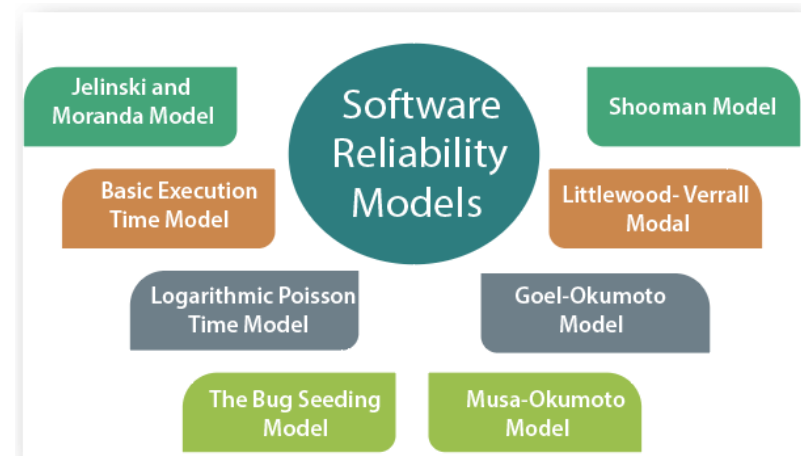 Software
Reliability
Models
Jelinski and
Moranda Model
Shooman Model
Basic Execution
Time Model
Littlewood- Verrall
Modal
Logarithmic Poisson
Time Model
Goel-Okumoto
Model
The Bug Seeding
Model
Musa-Okumoto
Model